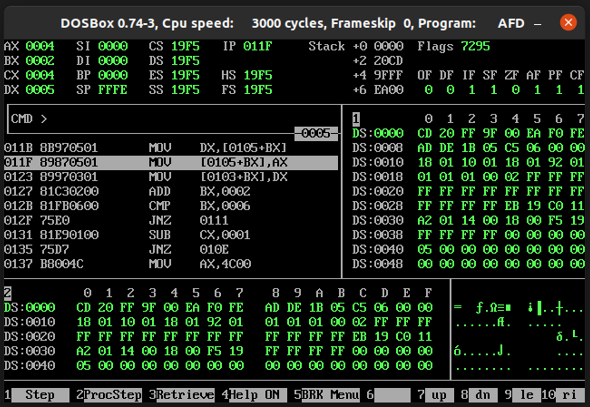 DOSBox 0.74-3, Cpu speed: 3000 cycles, Frameskip 0, Program: AFD
AX 0004 SI 0000 CS 19F5 IP 011F Stack +0 0000 Flags 7295
BX 0002 DI 0000 DS 19F5 +2 20CD
CX 0004 BP 0000 ES 19F5 HS 19F5 +4 9FFF OF DF IF SF ZF AF PF CF
DX 0005 SP FFFE SS 19F5 FS 19F5 +6 EA00 0 0 1 1 0 1 1 1
CMD >
0005
011B 8B970501 MOV DX,[0105+BX]
011F 89870501 MOV [0105+BX],AX
0123 89970301 MOV [0103+BX],DX
0127 81C30200 ADD BX,0002
012B 81FB0600 CMP BX,0006
012F 75E0 JNZ 0111
0131 81E90100 SUB CX,0001
0135 75D7 JNZ 010E
0137 B8004C MOV AX,4C00
1 0 1 2 3 4 5 6 7
DS:0000 CD 20 FF 9F 00 EA F0 FE
DS:0008 AD DE 1B 05 C5 06 00 00
DS:0010 18 01 10 01 18 01 92 01
DS:0018 01 01 01 00 02 FF FF FF
DS:0020 FF FF FF FF FF FF FF FF
DS:0028 FF FF FF FF EB 19 C0 11
DS:0030 A2 01 14 00 18 00 F5 19
DS:0038 FF FF FF FF 00 00 00 00
DS:0040 05 00 00 00 00 00 00 00
DS:0048 00 00 00 00 00 00 00 00
2 0 1 2 3 4 5 6 7 8 9 A B C D E F
DS:0000 CD 20 FF 9F 00 EA F0 FE AD DE 1B 05 C5 06 00 00
DS:0010 18 01 10 01 18 01 92 01 01 01 01 00 02 FF FF FF
DS:0020 FF FF FF FF FF FF FF FF FF FF FF FF EB 19 C0 11
DS:0030 A2 01 14 00 18 00 F5 19 FF FF FF FF 00 00 00 00
DS:0040 05 00 00 00 00 00 00 00 00 00 00 00 00 00 00 00
1 Step 2ProcStep 3Retrieve 4Help ON 5BRK Menu 6 7 up 8 dn 9 le 10 ri